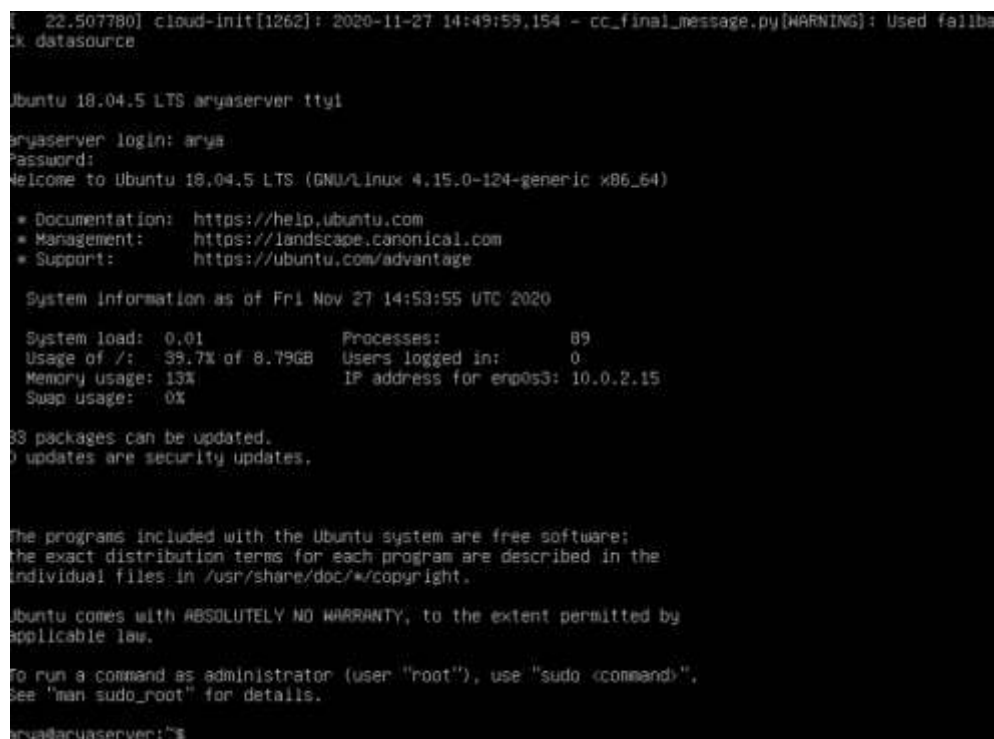 [   22.507780] cloud-init[1262]: 2020-11-27 14:49:59,154 - cc_final_message.py[WARNING]: Used fallba
ck datasource
Ubuntu 18.04.5 LTS aryaserver tty1
aryaserver login: arya
Password:
Welcome to Ubuntu 18.04.5 LTS (GNU/Linux 4.15.0-124-generic x86_64)
* Documentation:  https://help.ubuntu.com
* Management:     https://landscape.canonical.com
* Support:        https://ubuntu.com/advantage
System information as of Fri Nov 27 14:53:55 UTC 2020
System load:  0.01              Processes:             89
Usage of /:   39.7% of 8.79GB   Users logged in:       0
Memory usage: 13%               IP address for enp0s3: 10.0.2.15
Swap usage:   0%
33 packages can be updated.
0 updates are security updates.
The programs included with the Ubuntu system are free software;
the exact distribution terms for each program are described in the
individual files in /usr/share/doc/*/copyright.
Ubuntu comes with ABSOLUTELY NO WARRANTY, to the extent permitted by
applicable law.
To run a command as administrator (user "root"), use "sudo <command>".
See "man sudo_root" for details.
arya@aryaserver:~$